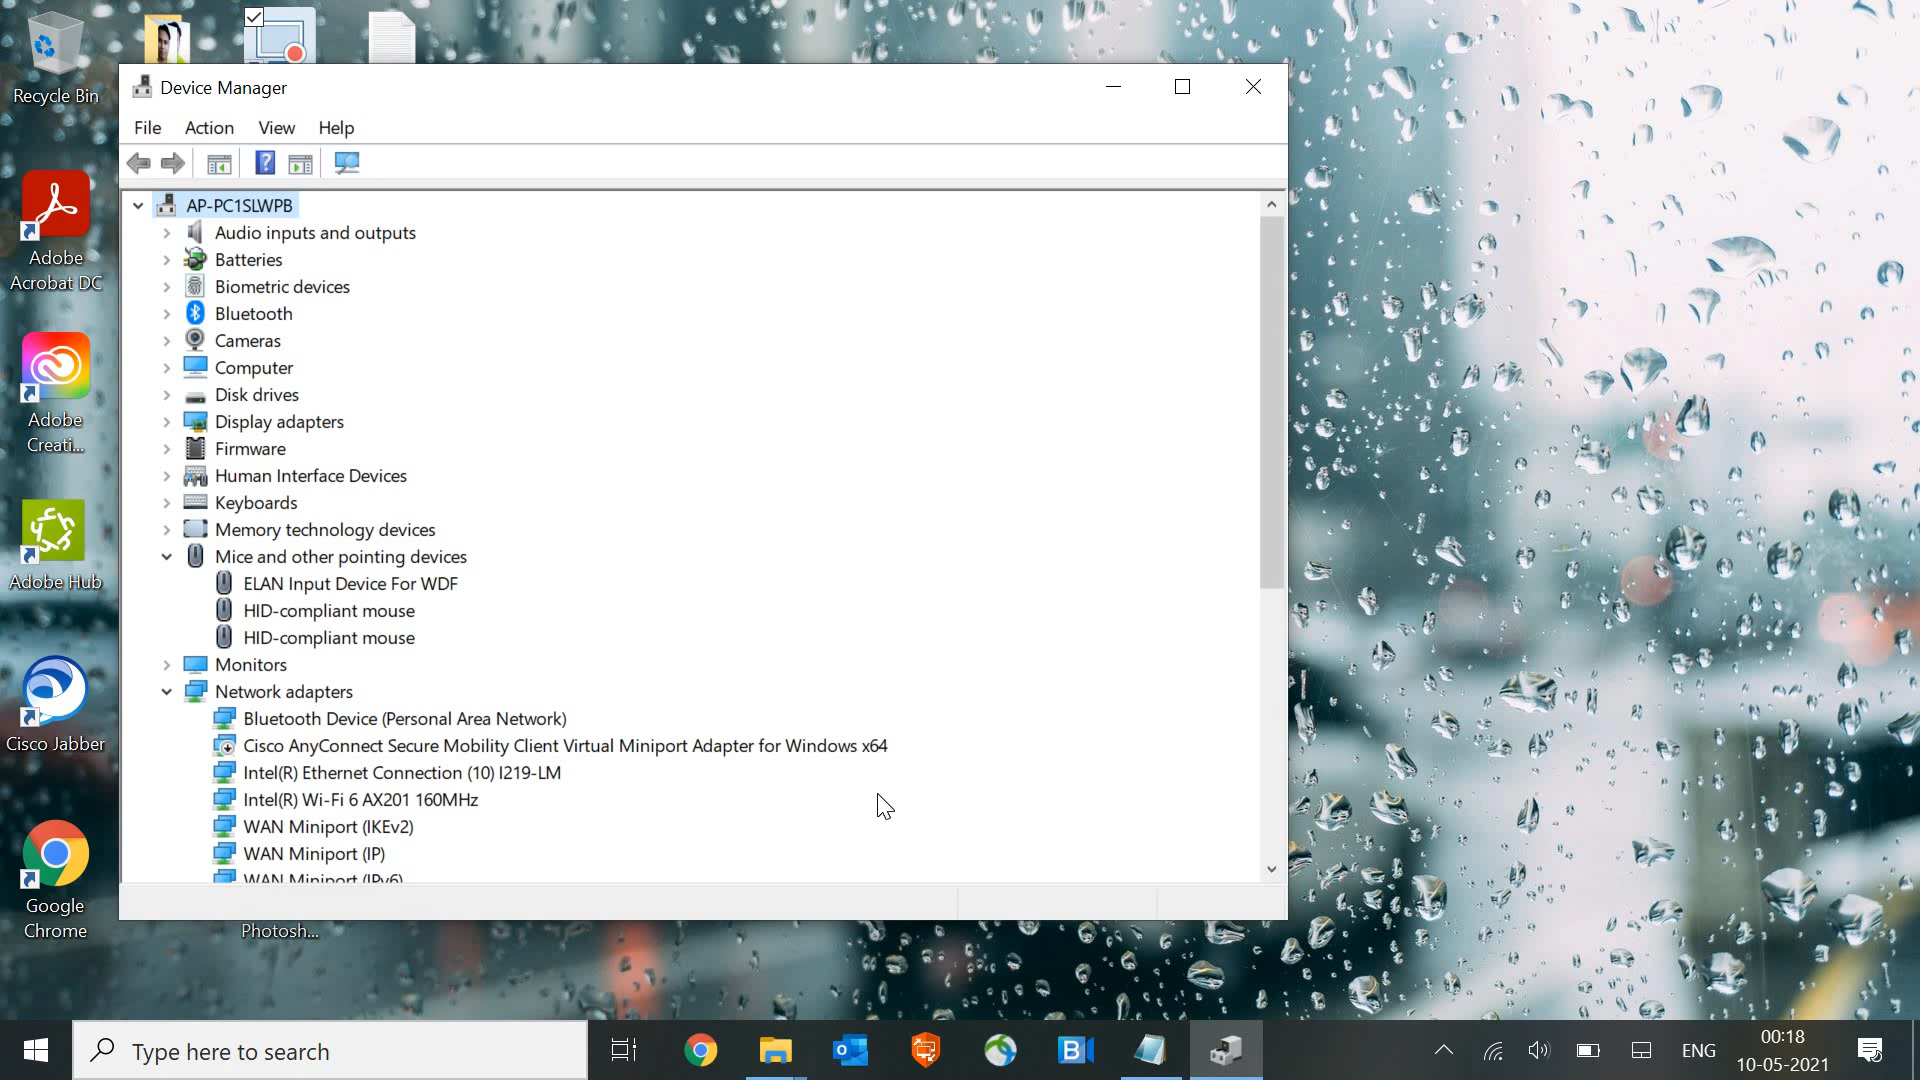 Recycle Bin
Adobe
Acrobat DC
Adobe
Creati...
Adobe Hub
Cisco Jabber
Google
Chrome
Photosh...
Device Manager
File Action View Help
AP-PC1SLWPB
Audio inputs and outputs
Batteries
Biometric devices
Bluetooth
Cameras
Computer
Disk drives
Display adapters
Firmware
Human Interface Devices
Keyboards
Memory technology devices
Mice and other pointing devices
ELAN Input Device For WDF
HID-compliant mouse
HID-compliant mouse
Monitors
Network adapters
Bluetooth Device (Personal Area Network)
Cisco AnyConnect Secure Mobility Client Virtual Miniport Adapter for Windows x64
Intel(R) Ethernet Connection (10) I219-LM
Intel(R) Wi-Fi 6 AX201 160MHz
WAN Miniport (IKEv2)
WAN Miniport (IP)
WAN Miniport (IPv6)
Type here to search
ENG
00:18
10-05-2021